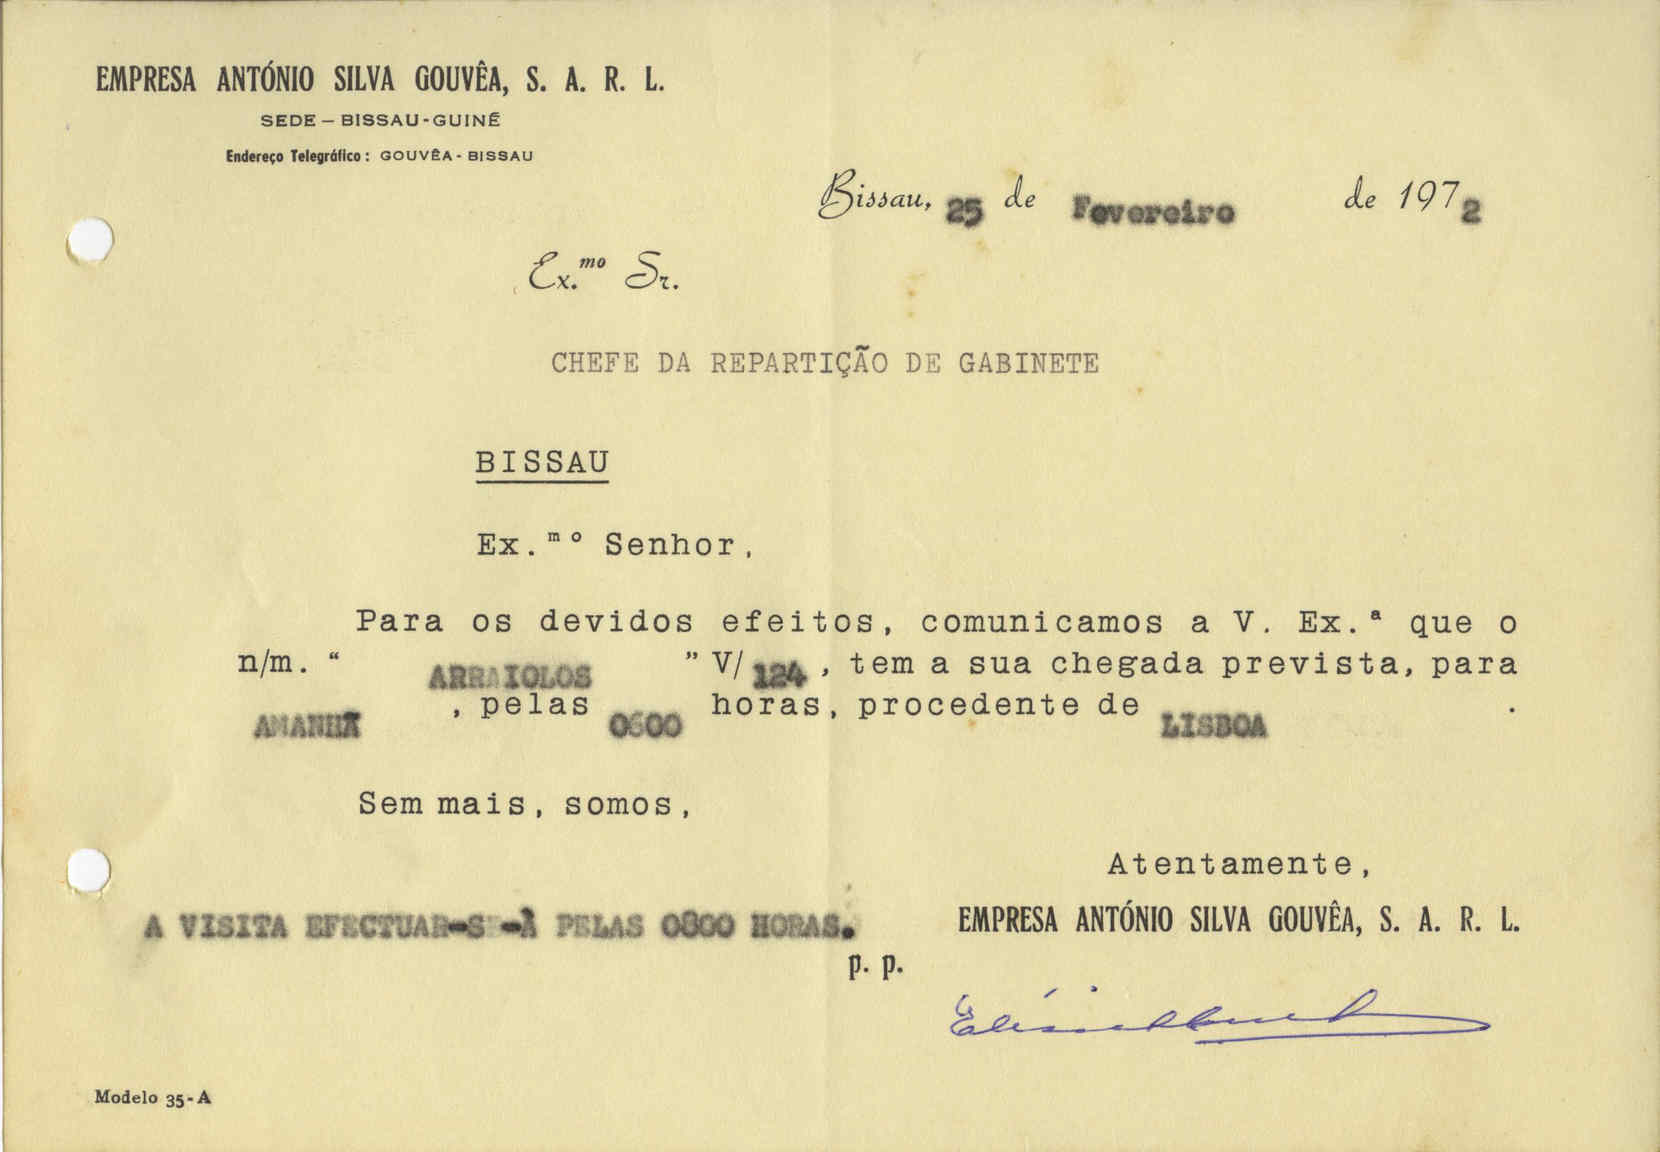 EMPRESA ANTÓNIO SILVA GOUVÊA, S. A. R. L.
SEDE – BISSAU-GUINÉ
Endereço Telegráfico : GOUVÊA - BISSAU
Bissau, 25 de Fevereiro de 1972
Ex.mo Sr.
CHEFE DA REPARTIÇÃO DE GABINETE
BISSAU
Ex.mo Senhor,
Para os devidos efeitos, comunicamos a V. Ex.ª que o
n/m. “ ARRAIOLOS ” V/ 124 , tem a sua chegada prevista, para
AMANHÃ , pelas 0600 horas, procedente de LISBOA .
Sem mais, somos,
Atentamente,
A VISITA EFECTUAR-SE-À PELAS 0800 HORAS.
EMPRESA ANTÓNIO SILVA GOUVÊA, S. A. R. L.
p. p.
Modelo 35-A